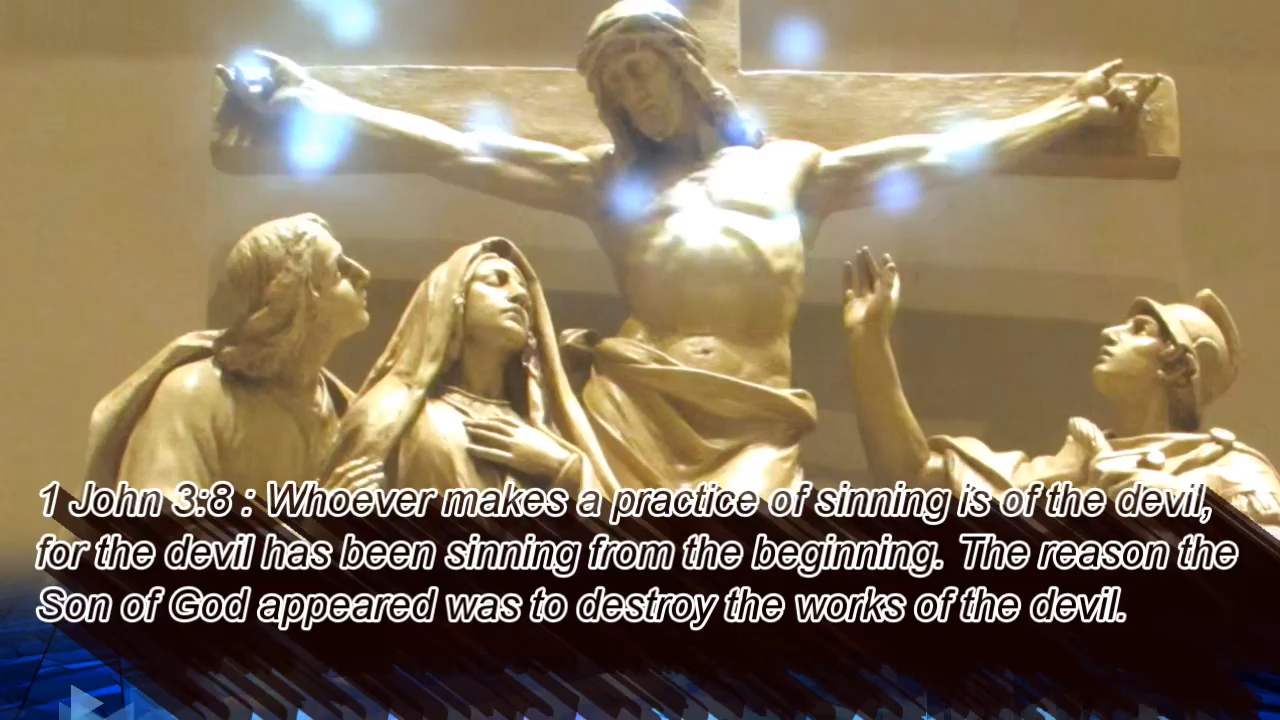 1 John 3:8 : Whoever makes a practice of sinning is of the devil,
for the devil has been sinning from the beginning. The reason the
Son of God appeared was to destroy the works of the devil.